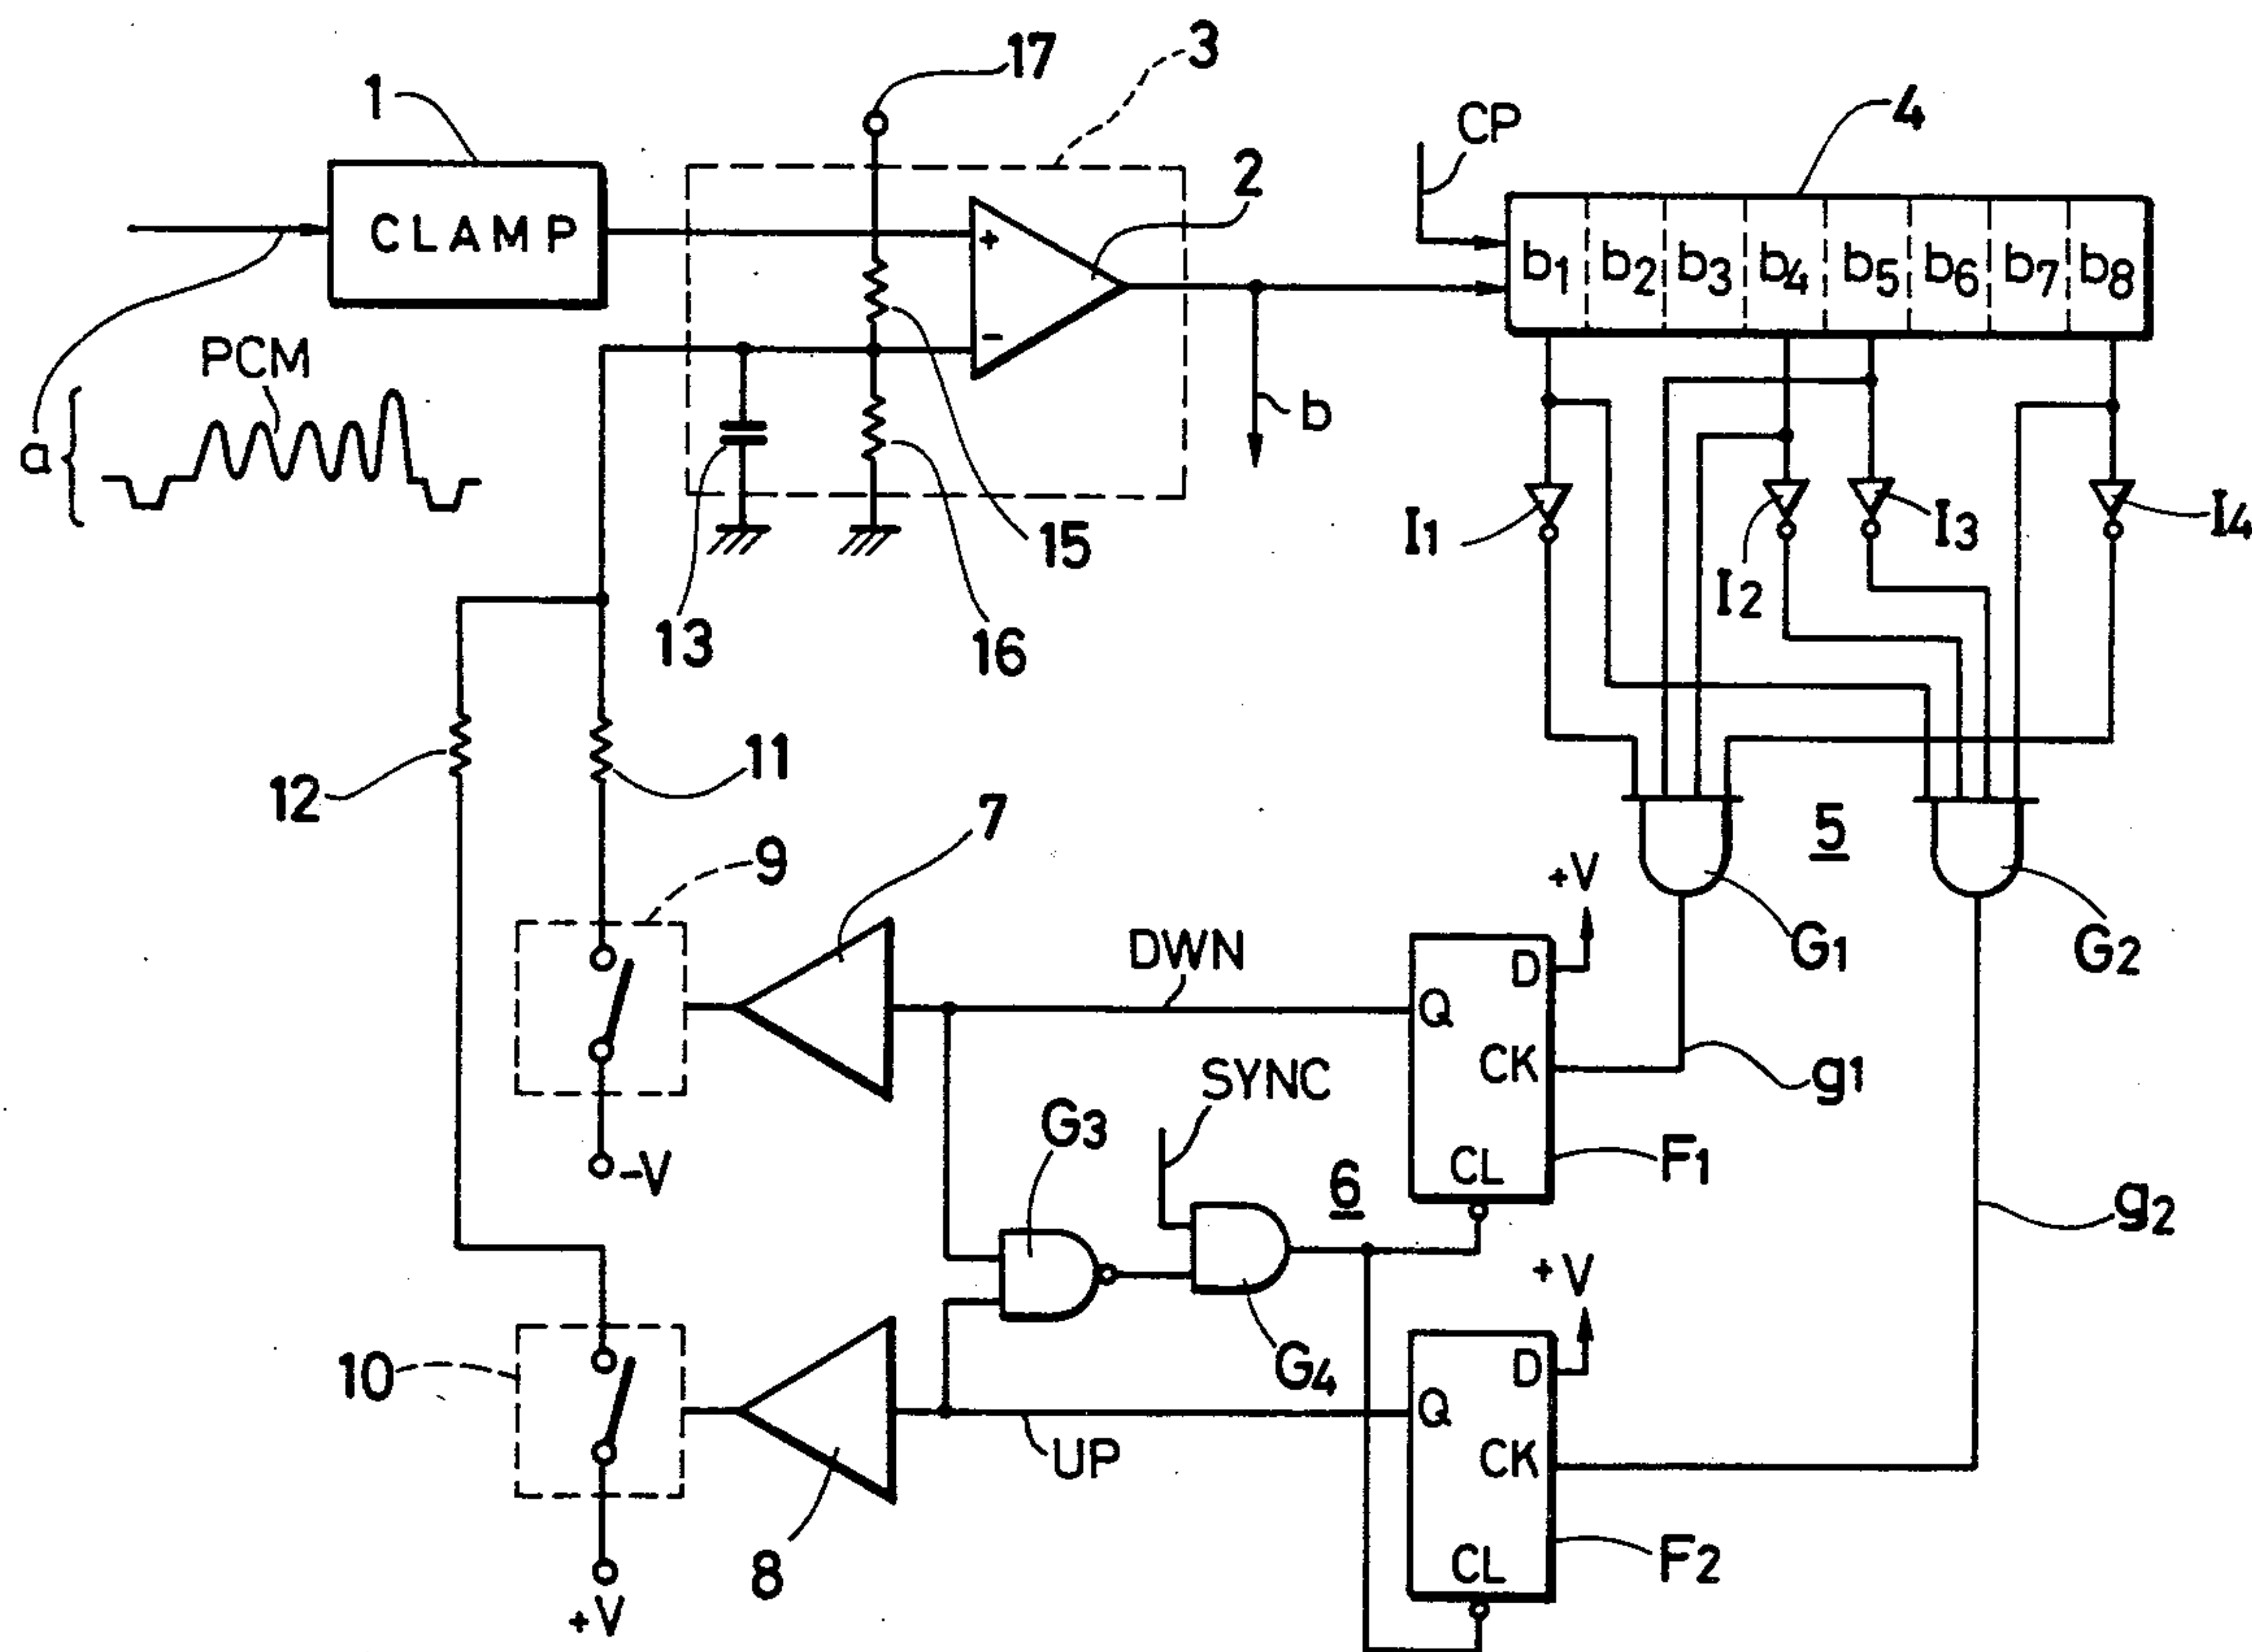 17
3
1
CP
4
2
CLAMP
+
b1 b2 b3 b4 b5 b6 b7 b8
-
PCM
a
b
I1
I2
I3
I4
15
13
16
12
11
7
5
9
+V
G1
G2
DWN
D
Q
CK
g1
SYNC
G3
-V
6
CL
F1
g2
+V
10
G4
D
Q
CK
UP
8
CL
F2
+V